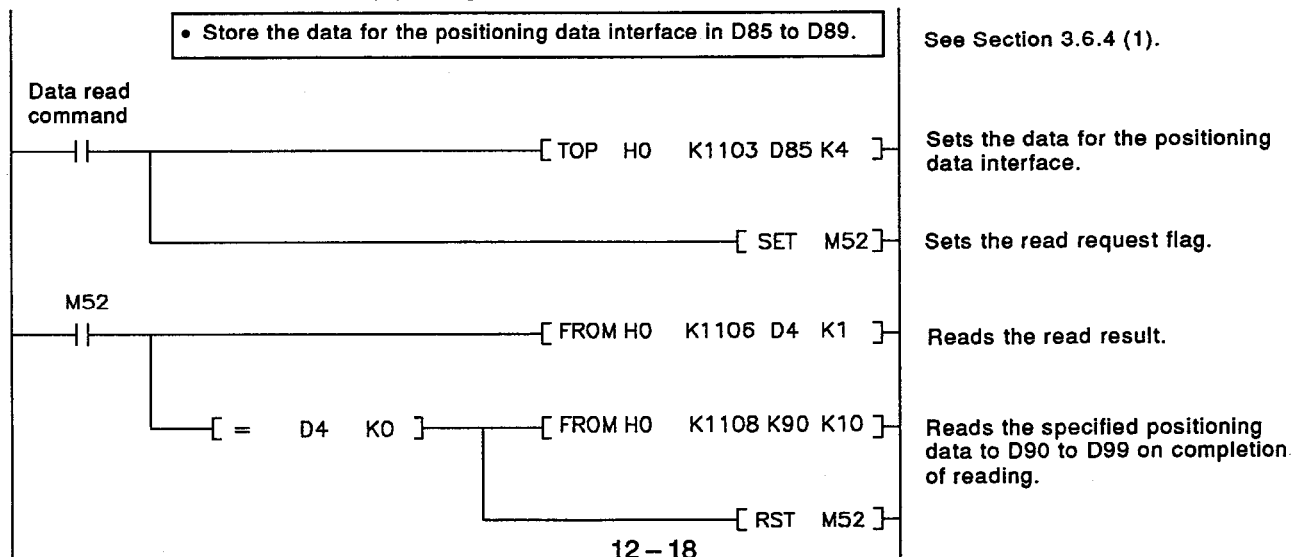 • Store the data for the positioning data interface in D85 to D89.
See Section 3.6.4 (1).
Data read
command
[ TOP H0 K1103 D85 K4 ]
Sets the data for the positioning
data interface.
[ SET M52 ]
Sets the read request flag.
M52
[ FROM H0 K1106 D4 K1 ]
Reads the read result.
[ = D4 K0 ] [ FROM H0 K1108 K90 K10 ]
Reads the specified positioning
data to D90 to D99 on completion
of reading.
[ RST M52 ]
12–18